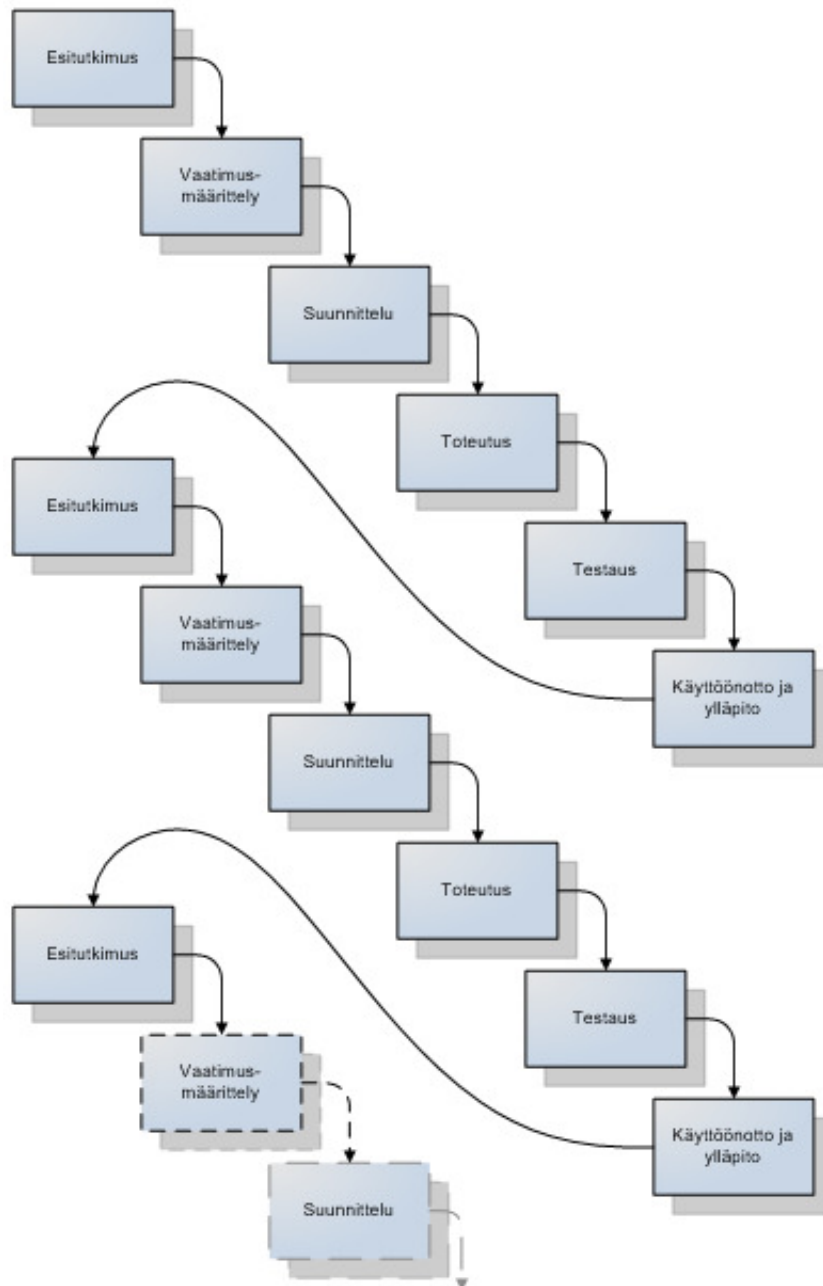 Esitutkimus
Vaatimus-
määrittely
Suunnittelu
Toteutus
Testaus
Käyttöönotto ja
ylläpito
Esitutkimus
Vaatimus-
määrittely
Suunnittelu
Toteutus
Testaus
Käyttöönotto ja
ylläpito
Esitutkimus
Vaatimus-
määrittely
Suunnittelu